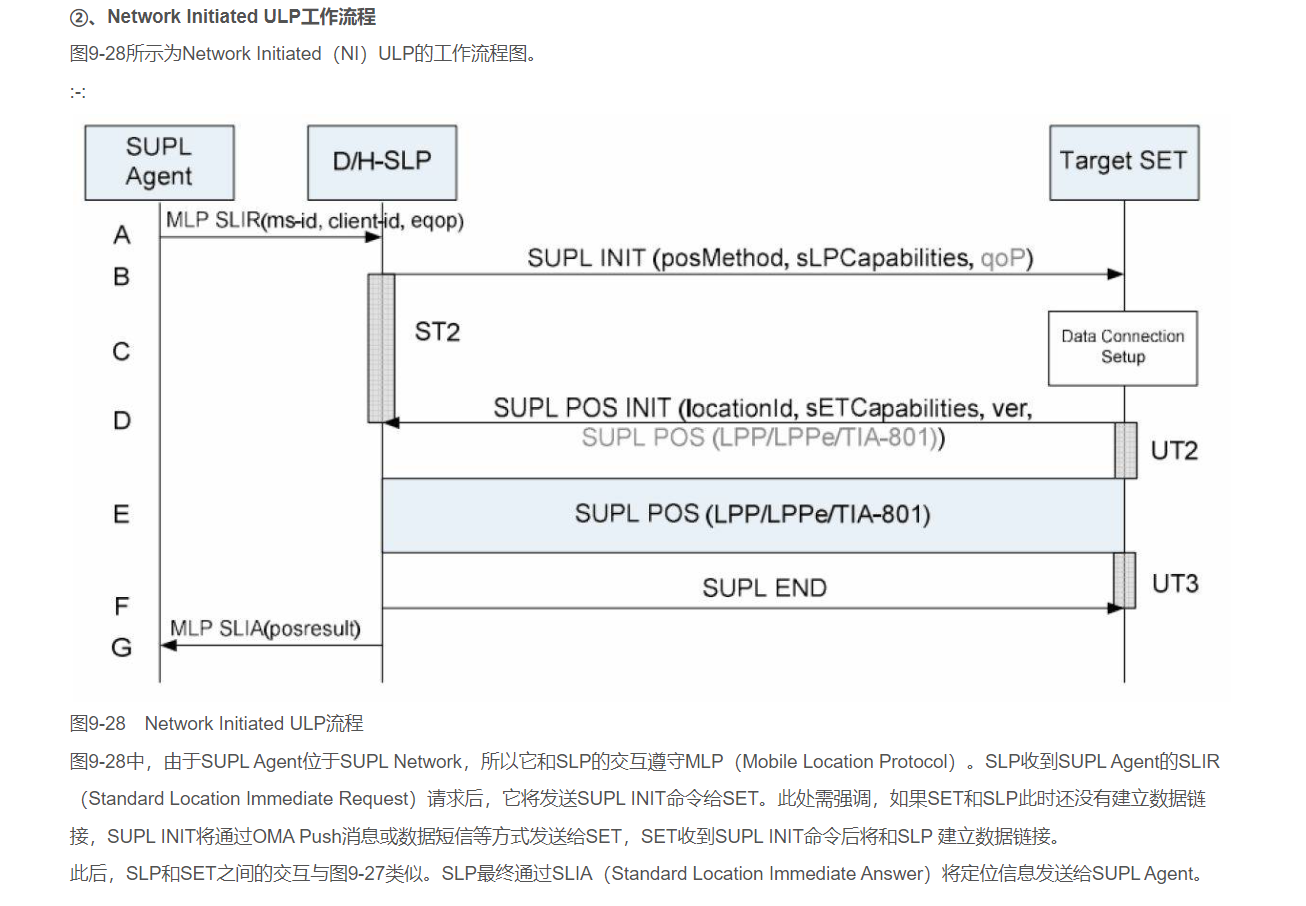 ②、Network Initiated ULP工作流程
图9-28所示为Network Initiated（NI）ULP的工作流程图。
:-:
SUPL
Agent
D/H-SLP
Target SET
A
MLP SLIR(ms-id, client-id, eqop)
B
SUPL INIT (posMethod, sLPCapabilities, qoP)
C
ST2
Data Connection
Setup
D
SUPL POS INIT (locationId, sETCapabilities, ver,
SUPL POS (LPP/LPPe/TIA-801))
UT2
E
SUPL POS (LPP/LPPe/TIA-801)
F
SUPL END
UT3
G
MLP SLIA(posresult)
图9-28 Network Initiated ULP流程
图9-28中，由于SUPL Agent位于SUPL Network，所以它和SLP的交互遵守MLP（Mobile Location Protocol）。SLP收到SUPL Agent的SLIR
（Standard Location Immediate Request）请求后，它将发送SUPL INIT命令给SET。此处需强调，如果SET和SLP此时还没有建立数据链
接，SUPL INIT将通过OMA Push消息或数据短信等方式发送给SET，SET收到SUPL INIT命令后将和SLP 建立数据链接。
此后，SLP和SET之间的交互与图9-27类似。SLP最终通过SLIA（Standard Location Immediate Answer）将定位信息发送给SUPL Agent。